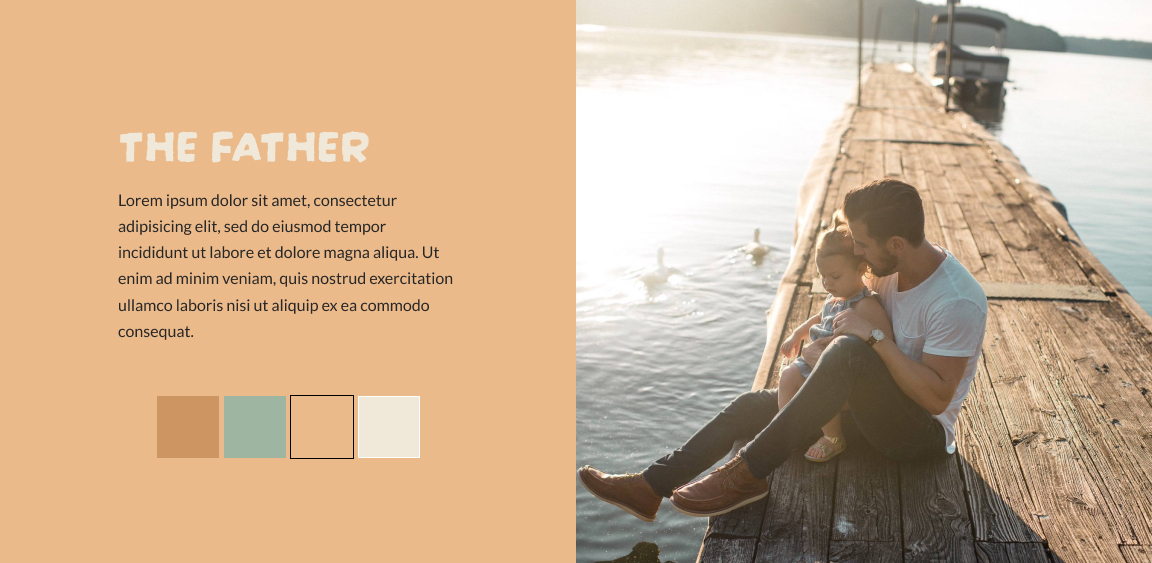 THE FATHER
Lorem ipsum dolor sit amet, consectetur
adipisicing elit, sed do eiusmod tempor
incididunt ut labore et dolore magna aliqua. Ut
enim ad minim veniam, quis nostrud exercitation
ullamco laboris nisi ut aliquip ex ea commodo
consequat.